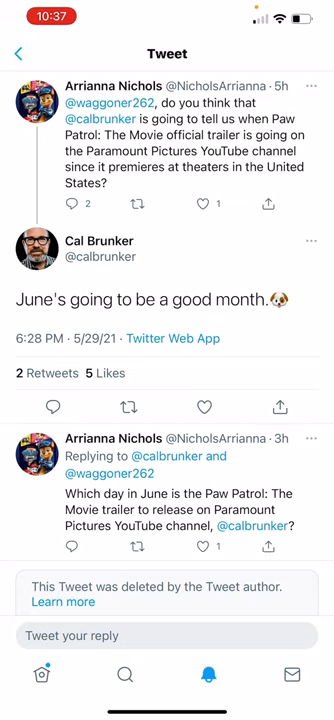 10:37
Tweet
Arrianna Nichols @NicholsArrianna · 5h
@waggoner262, do you think that
@calbrunker is going to tell us when Paw
Patrol: The Movie official trailer is going on
the Paramount Pictures YouTube channel
since it premieres at theaters in the United
States?
2 1
Cal Brunker
@calbrunker
June's going to be a good month.🐶
6:28 PM · 5/29/21 · Twitter Web App
2 Retweets 5 Likes
Arrianna Nichols @NicholsArrianna · 3h
Replying to @calbrunker and
@waggoner262
Which day in June is the Paw Patrol: The
Movie trailer to release on Paramount
Pictures YouTube channel, @calbrunker?
1
This Tweet was deleted by the Tweet author.
Learn more
Tweet your reply